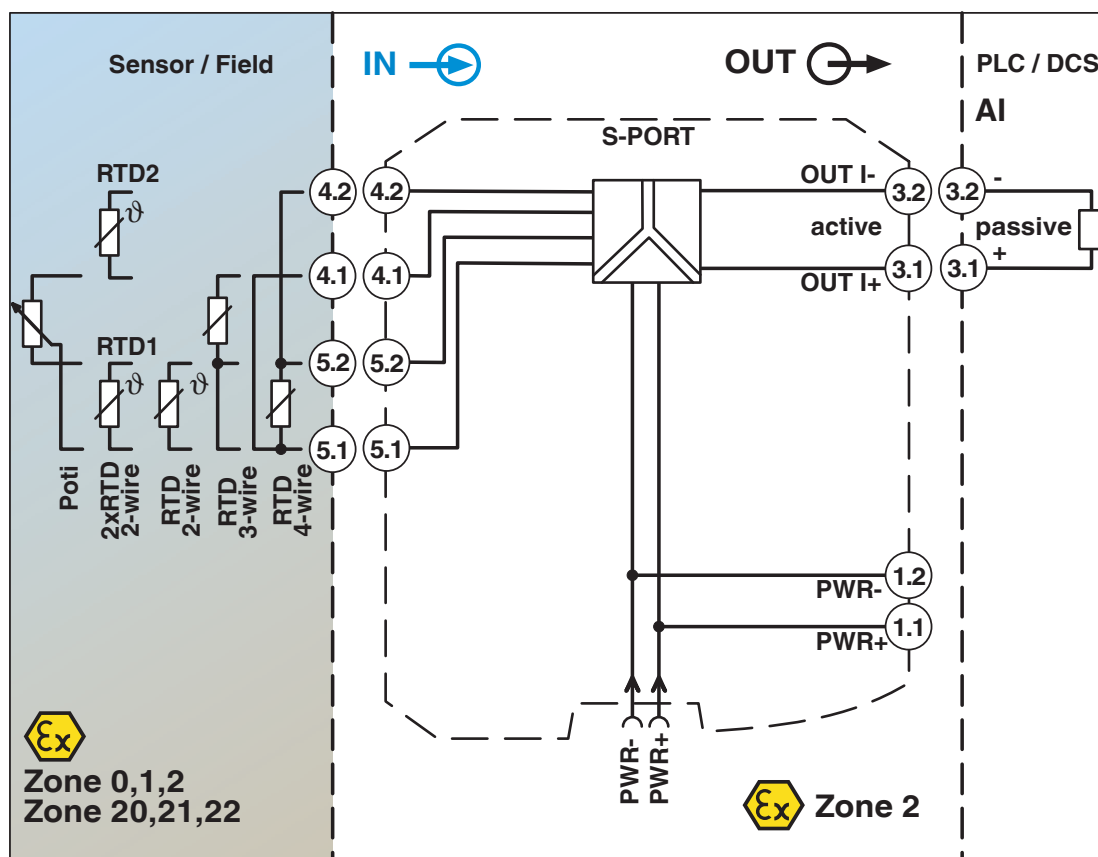 Sensor / Field
IN
OUT
PLC / DCS
AI
S-PORT
RTD2
ϑ
4.2
4.2
OUT I-
3.2
3.2
-
active
passive
4.1
4.1
3.1
3.1
+
OUT I+
RTD1
ϑ
ϑ
5.2
5.2
5.1
5.1
Poti
2xRTD
2-wire
RTD
2-wire
RTD
3-wire
RTD
4-wire
1.2
PWR-
1.1
PWR+
PWR-
PWR+
Ex
Zone 0,1,2
Zone 20,21,22
Ex
Zone 2